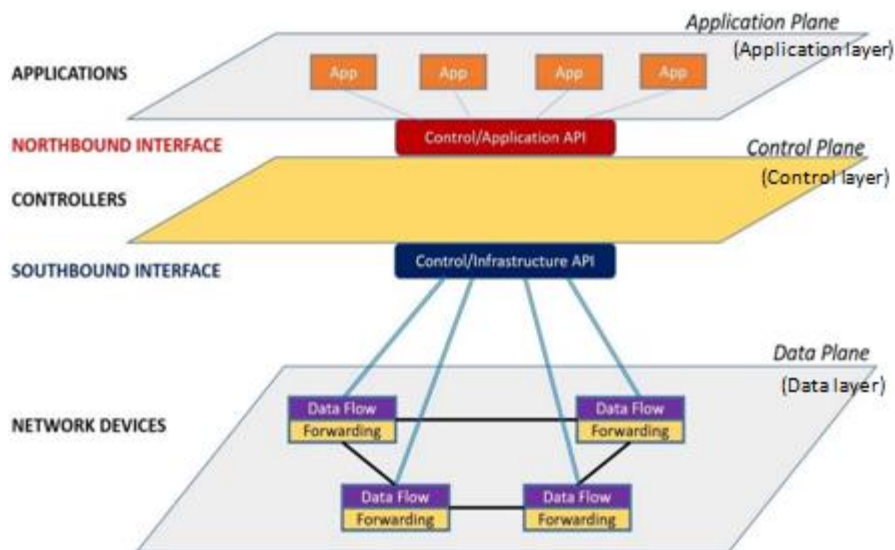 Application Plane
(Application layer)
APPLICATIONS
App
App
App
App
NORTHBOUND INTERFACE
Control/Application API
Control Plane
(Control layer)
CONTROLLERS
SOUTHBOUND INTERFACE
Control/Infrastructure API
Data Plane
(Data layer)
NETWORK DEVICES
Data Flow
Forwarding
Data Flow
Forwarding
Data Flow
Forwarding
Data Flow
Forwarding